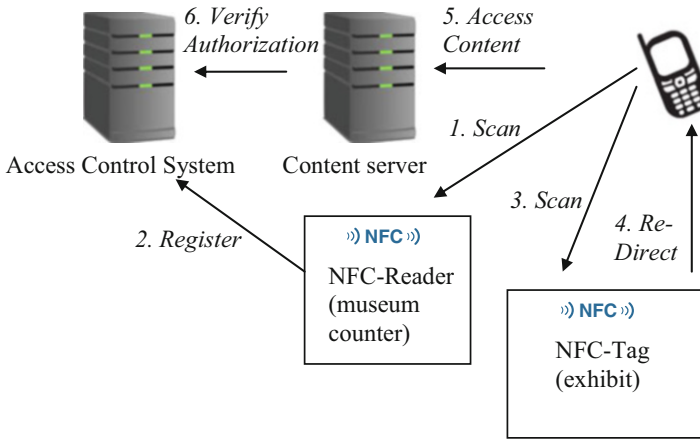 6. Verify
Authorization
5. Access
Content
Access Control System
Content server
1. Scan
2. Register
3. Scan
4. Re-
Direct
NFC
NFC-Reader
(museum
counter)
NFC
NFC-Tag
(exhibit)